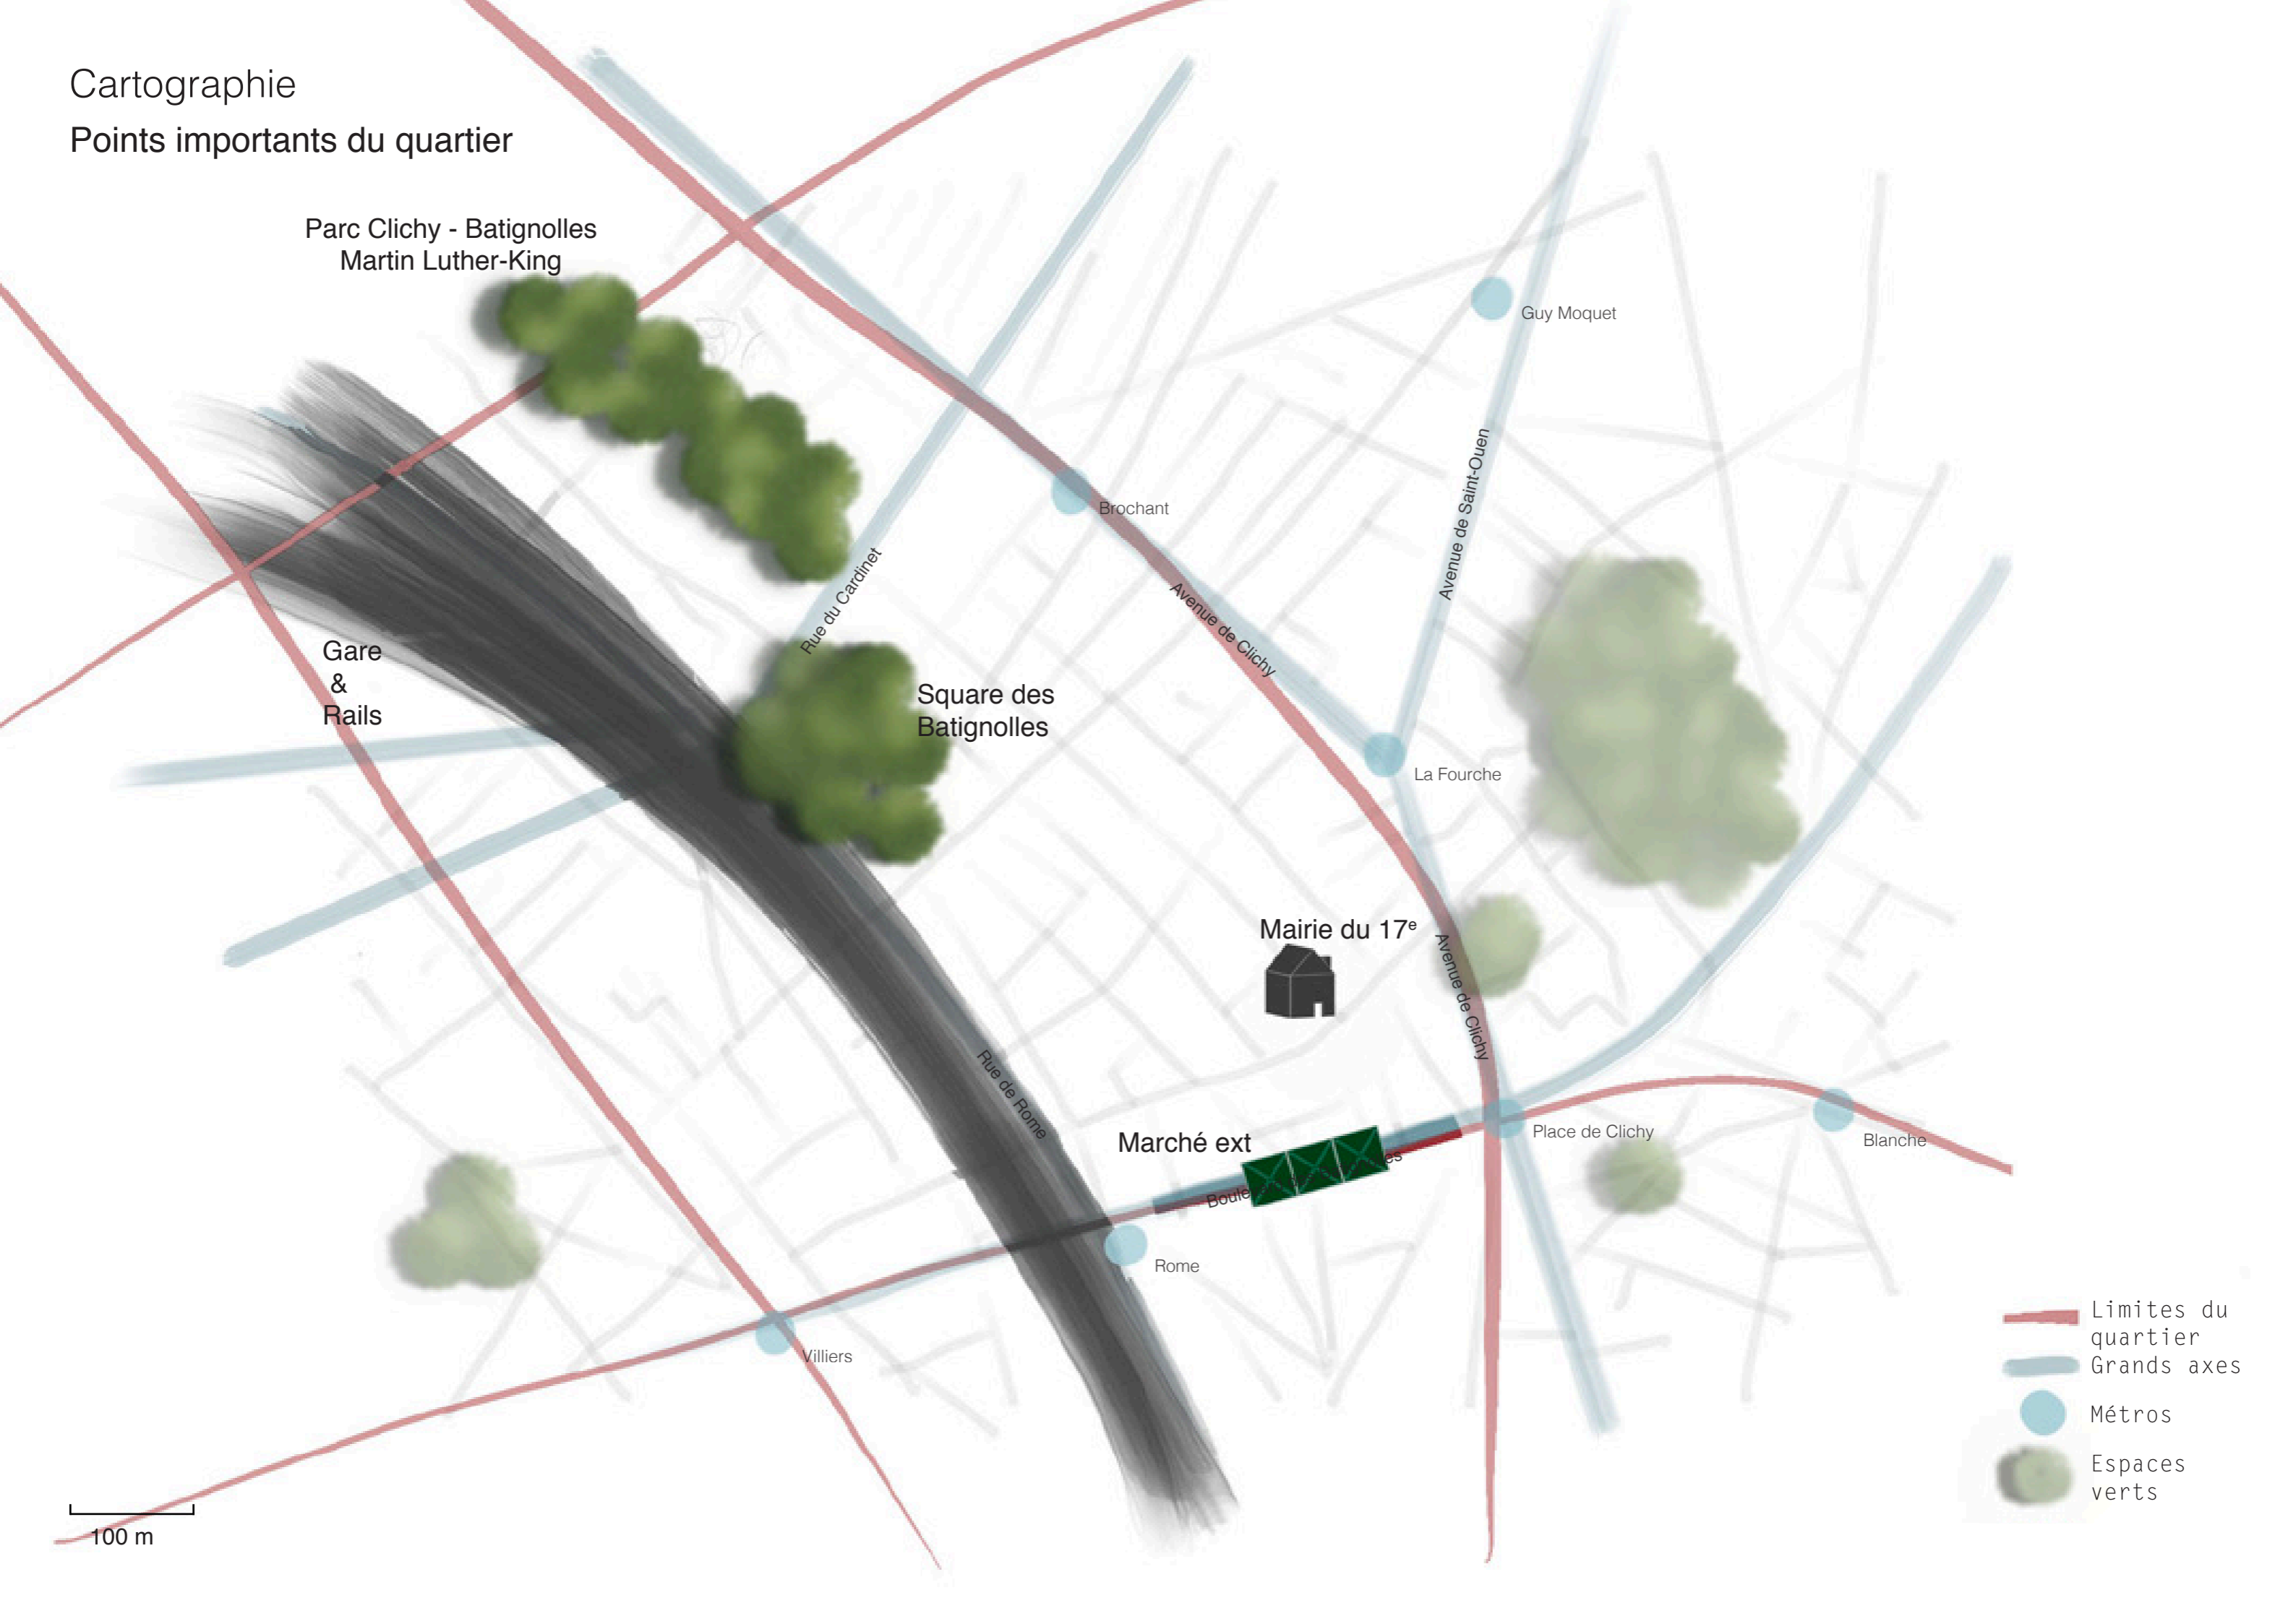 Cartographie
Points importants du quartier
Parc Clichy - Batignolles
Martin Luther-King
Guy Moquet
Brochant
Avenue de Saint-Ouen
Rue du Cardinet
Avenue de Clichy
Gare
&
Rails
Square des
Batignolles
La Fourche
Mairie du 17e
Avenue de Clichy
Rue de Rome
Marché ext
Place de Clichy
Blanche
Rome
Villiers
Limites du
quartier
Grands axes
Métros
Espaces
verts
100 m